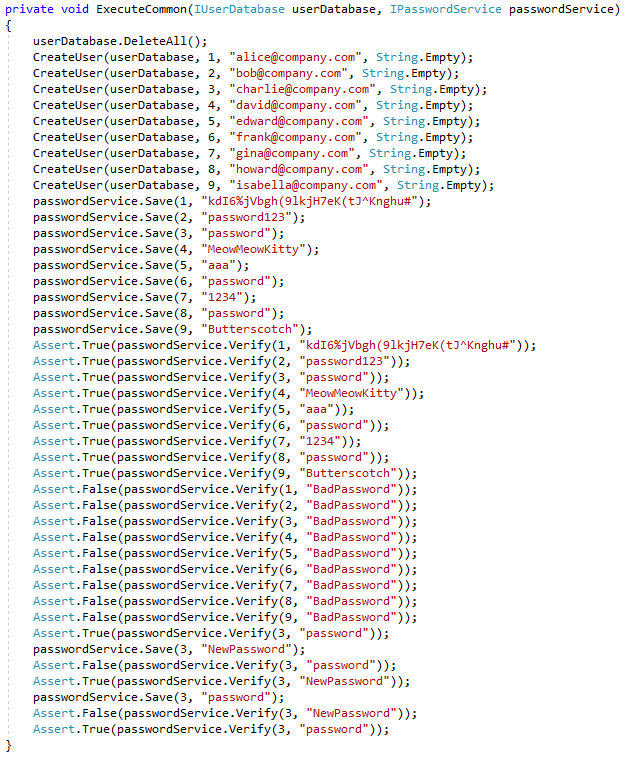 private void ExecuteCommon(IUserDatabase userDatabase, IPasswordService passwordService)
{
    userDatabase.DeleteAll();
    CreateUser(userDatabase, 1, "alice@company.com", String.Empty);
    CreateUser(userDatabase, 2, "bob@company.com", String.Empty);
    CreateUser(userDatabase, 3, "charlie@company.com", String.Empty);
    CreateUser(userDatabase, 4, "david@company.com", String.Empty);
    CreateUser(userDatabase, 5, "edward@company.com", String.Empty);
    CreateUser(userDatabase, 6, "frank@company.com", String.Empty);
    CreateUser(userDatabase, 7, "gina@company.com", String.Empty);
    CreateUser(userDatabase, 8, "howard@company.com", String.Empty);
    CreateUser(userDatabase, 9, "isabella@company.com", String.Empty);
    passwordService.Save(1, "kdI6%jVbgh(9lkjH7eK(tJ^Knghu#");
    passwordService.Save(2, "password123");
    passwordService.Save(3, "password");
    passwordService.Save(4, "MeowMeowKitty");
    passwordService.Save(5, "aaa");
    passwordService.Save(6, "password");
    passwordService.Save(7, "1234");
    passwordService.Save(8, "password");
    passwordService.Save(9, "Butterscotch");
    Assert.True(passwordService.Verify(1, "kdI6%jVbgh(9lkjH7eK(tJ^Knghu#"));
    Assert.True(passwordService.Verify(2, "password123"));
    Assert.True(passwordService.Verify(3, "password"));
    Assert.True(passwordService.Verify(4, "MeowMeowKitty"));
    Assert.True(passwordService.Verify(5, "aaa"));
    Assert.True(passwordService.Verify(6, "password"));
    Assert.True(passwordService.Verify(7, "1234"));
    Assert.True(passwordService.Verify(8, "password"));
    Assert.True(passwordService.Verify(9, "Butterscotch"));
    Assert.False(passwordService.Verify(1, "BadPassword"));
    Assert.False(passwordService.Verify(2, "BadPassword"));
    Assert.False(passwordService.Verify(3, "BadPassword"));
    Assert.False(passwordService.Verify(4, "BadPassword"));
    Assert.False(passwordService.Verify(5, "BadPassword"));
    Assert.False(passwordService.Verify(6, "BadPassword"));
    Assert.False(passwordService.Verify(7, "BadPassword"));
    Assert.False(passwordService.Verify(8, "BadPassword"));
    Assert.False(passwordService.Verify(9, "BadPassword"));
    Assert.True(passwordService.Verify(3, "password"));
    passwordService.Save(3, "NewPassword");
    Assert.False(passwordService.Verify(3, "password"));
    Assert.True(passwordService.Verify(3, "NewPassword"));
    passwordService.Save(3, "password");
    Assert.False(passwordService.Verify(3, "NewPassword"));
    Assert.True(passwordService.Verify(3, "password"));
}